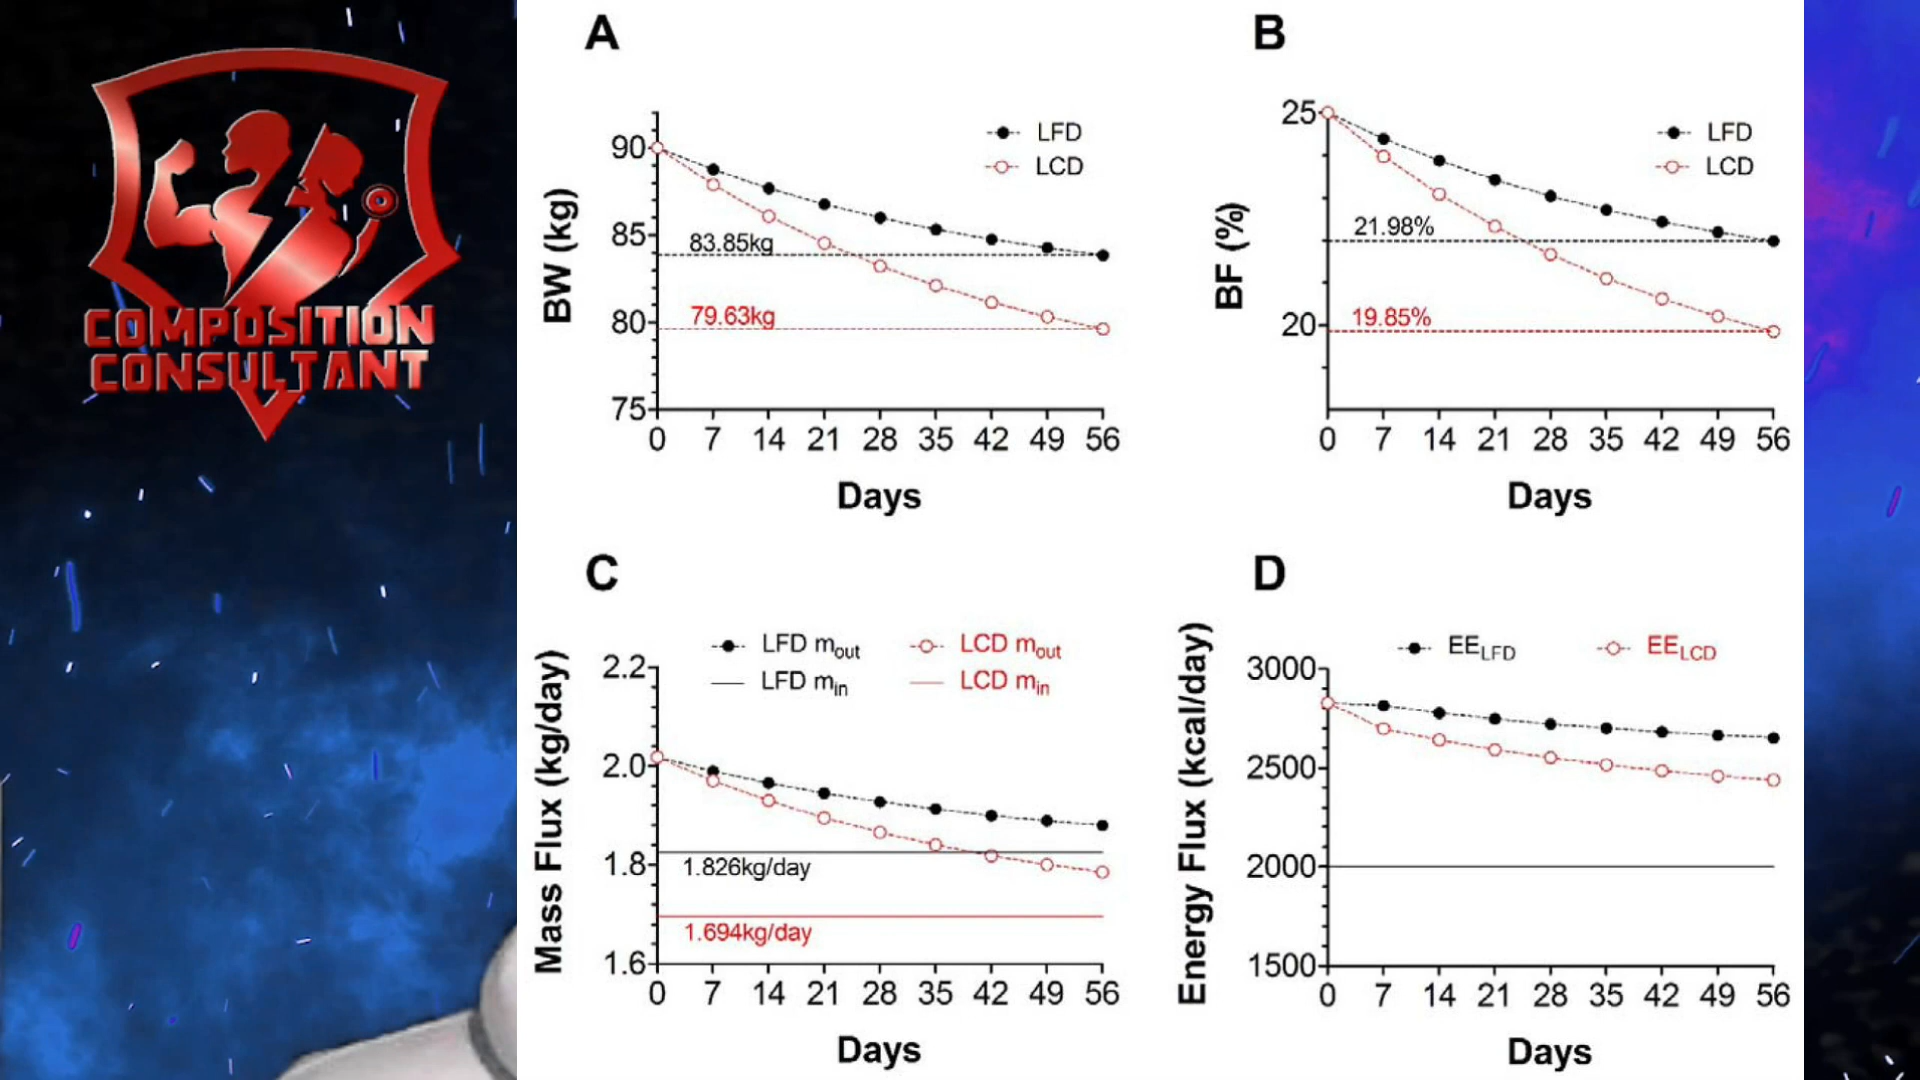 COMPOSITION
CONSULTANT
A
LFD
LCD
BW (kg)
90
85
80
75
83.85kg
79.63kg
0 7 14 21 28 35 42 49 56
Days
B
LFD
LCD
BF (%)
25
20
21.98%
19.85%
0 7 14 21 28 35 42 49 56
Days
C
LFD mout LCD mout
LFD min LCD min
Mass Flux (kg/day)
2.2
2.0
1.8
1.6
1.826kg/day
1.694kg/day
0 7 14 21 28 35 42 49 56
Days
D
EELFD EELCD
Energy Flux (kcal/day)
3000
2500
2000
1500
0 7 14 21 28 35 42 49 56
Days